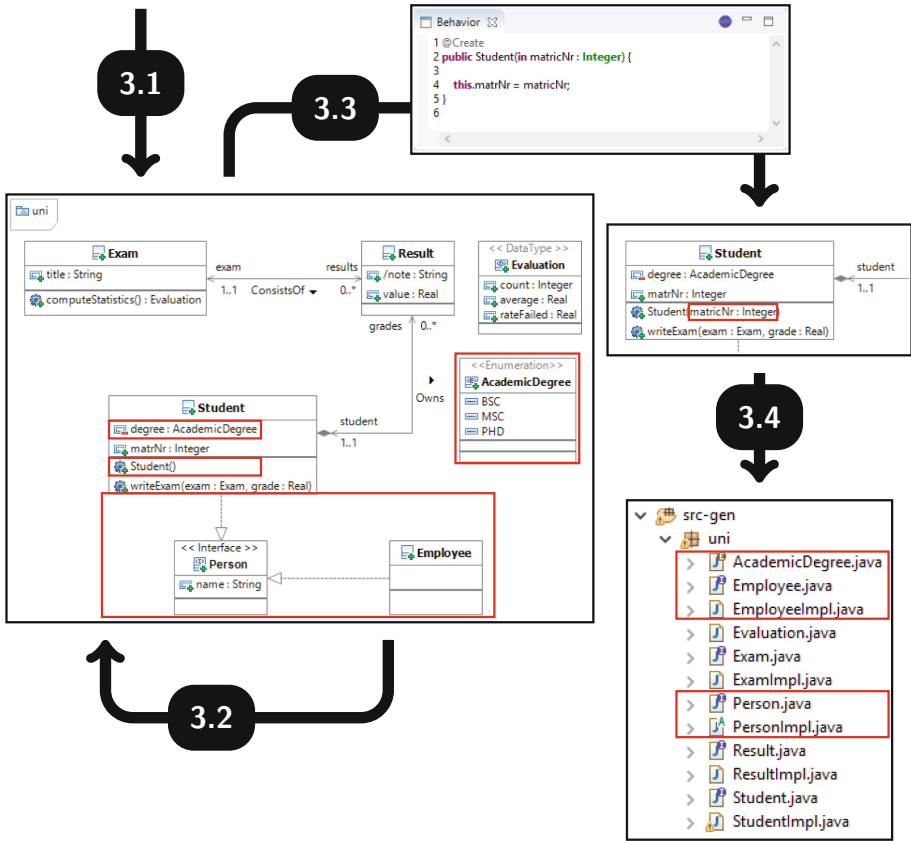 3.1
3.3
Behavior
1 @Create
2 public Student(in matricNr : Integer) {
3
4 this.matrNr = matricNr;
5 }
6
uni
Exam
title : String
computeStatistics() : Evaluation
exam
1..1
ConsistsOf
results
0..*
Result
/note : String
value : Real
grades
0..*
<< DataType >>
Evaluation
count : Integer
average : Real
rateFailed : Real
Owns
<<Enumeration>>
AcademicDegree
BSC
MSC
PHD
Student
degree : AcademicDegree
matrNr : Integer
Student()
writeExam(exam : Exam, grade : Real)
student
1..1
<< Interface >>
Person
name : String
Employee
3.2
Student
degree : AcademicDegree
matrNr : Integer
Student(matricNr : Integer)
writeExam(exam : Exam, grade : Real)
student
1..1
3.4
src-gen
uni
AcademicDegree.java
Employee.java
EmployeeImpl.java
Evaluation.java
Exam.java
ExamImpl.java
Person.java
PersonImpl.java
Result.java
ResultImpl.java
Student.java
StudentImpl.java